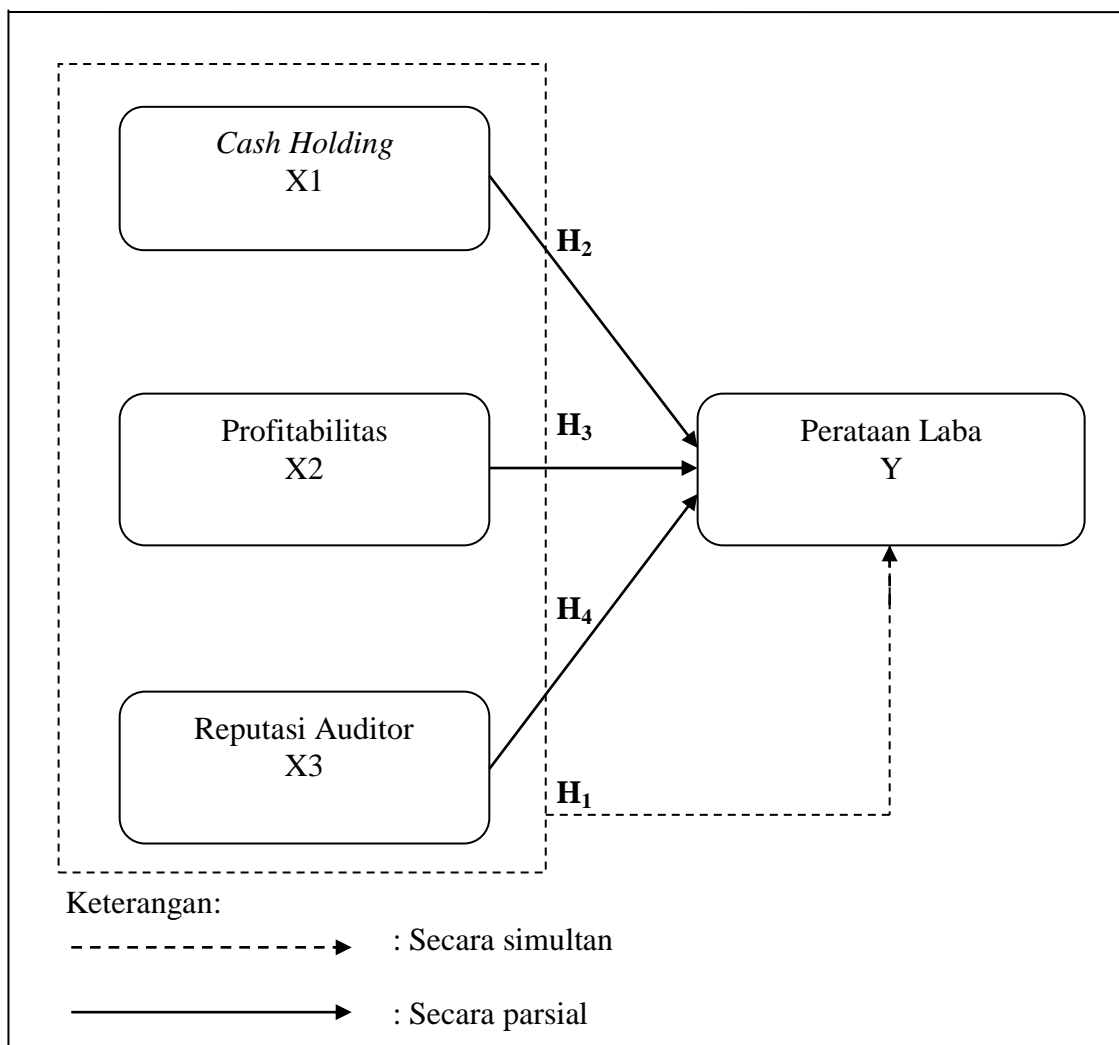 Cash Holding
X1
H₂
Profitabilitas
X2
H₃
Perataan Laba
Y
H₄
Reputasi Auditor
X3
H₁
Keterangan:
: Secara simultan
: Secara parsial